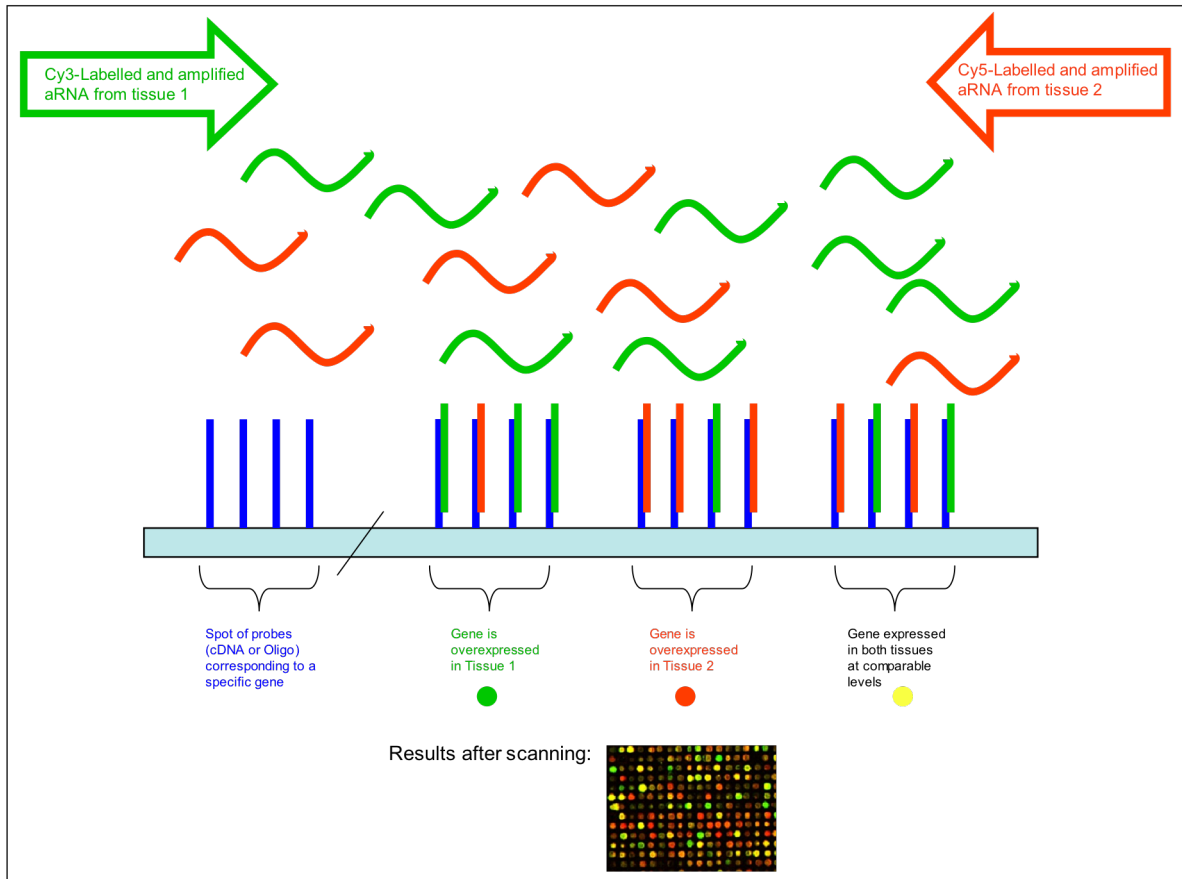 Cy3-Labelled and amplified
aRNA from tissue 1
Cy5-Labelled and amplified
aRNA from tissue 2
Spot of probes
(cDNA or Oligo)
corresponding to a
specific gene
Gene is
overexpressed
in Tissue 1
Gene is
overexpressed
in Tissue 2
Gene expressed
in both tissues
at comparable
levels
Results after scanning: